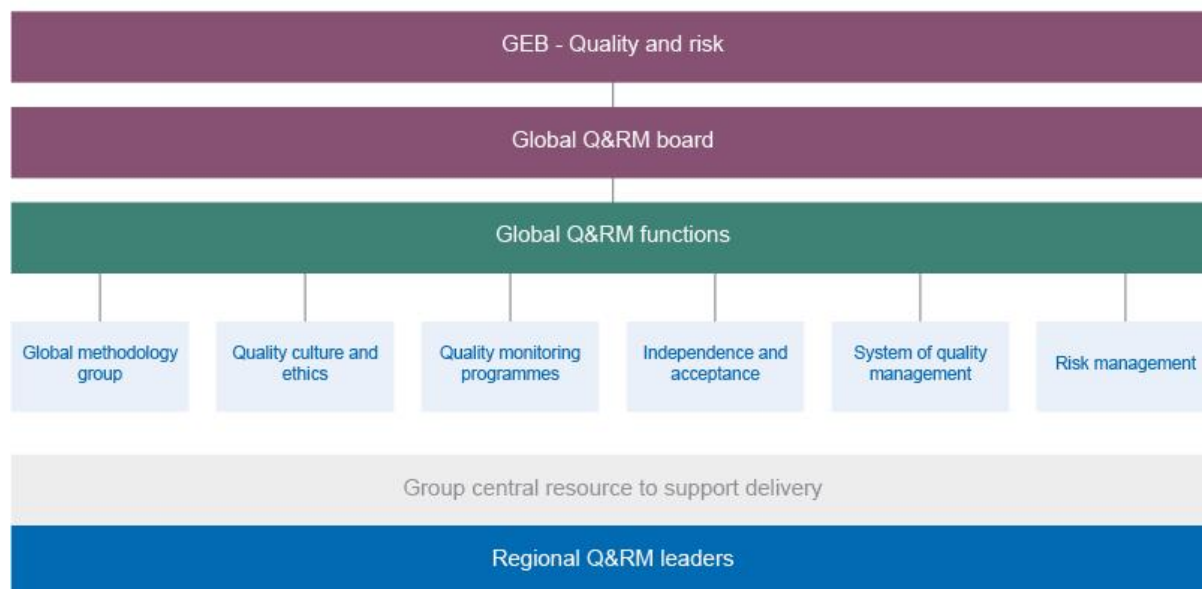 GEB - Quality and risk
Global Q&RM board
Global Q&RM functions
Global methodology
group
Quality culture and
ethics
Quality monitoring
programmes
Independence and
acceptance
System of quality
management
Risk management
Group central resource to support delivery
Regional Q&RM leaders